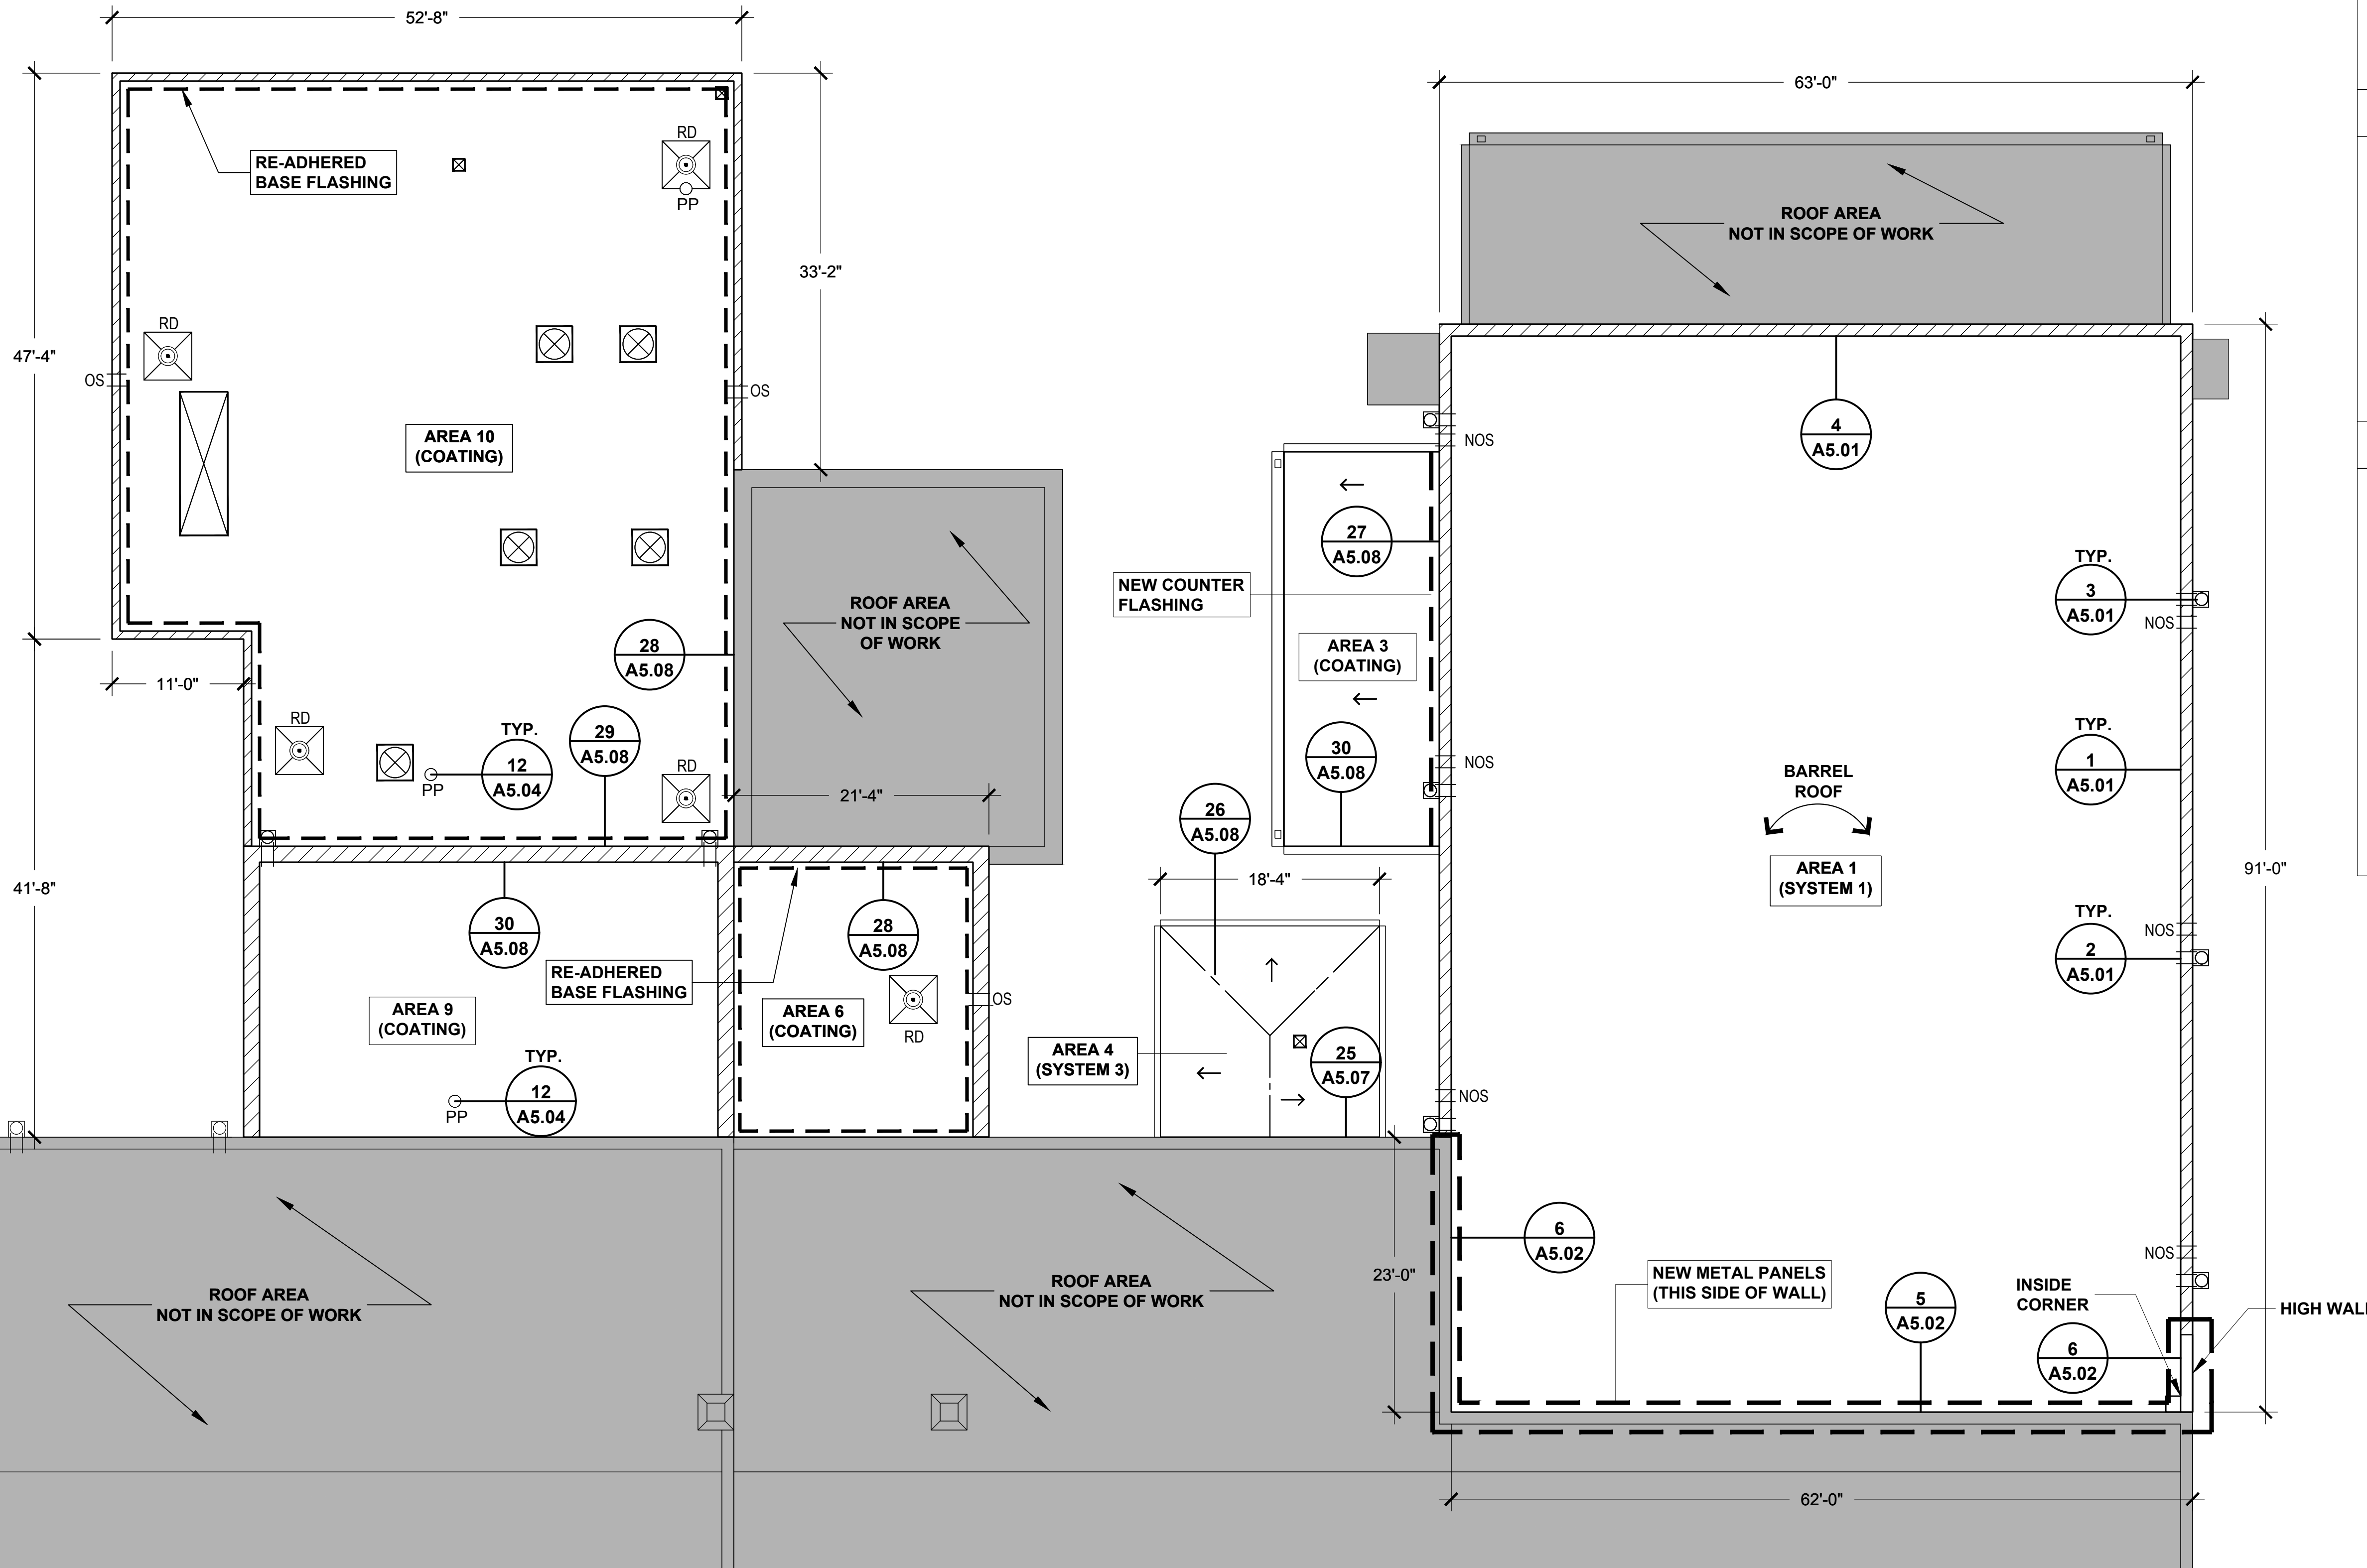 52'-8"
63'-0"
RE-ADHERED
BASE FLASHING
RD
PP
33'-2"
ROOF AREA
NOT IN SCOPE OF WORK
47'-4"
RD
OS
OS
AREA 10
(COATING)
NOS
4
A5.01
27
A5.08
NEW COUNTER
FLASHING
TYP.
3
A5.01
NOS
ROOF AREA
NOT IN SCOPE
OF WORK
28
A5.08
AREA 3
(COATING)
11'-0"
RD
TYP.
12
A5.04
PP
29
A5.08
RD
21'-4"
30
A5.08
NOS
BARREL
ROOF
TYP.
1
A5.01
26
A5.08
41'-8"
18'-4"
AREA 1
(SYSTEM 1)
91'-0"
30
A5.08
28
A5.08
TYP.
2
A5.01
NOS
RE-ADHERED
BASE FLASHING
AREA 9
(COATING)
AREA 6
(COATING)
OS
RD
AREA 4
(SYSTEM 3)
25
A5.07
TYP.
12
A5.04
PP
NOS
6
A5.02
NOS
23'-0"
ROOF AREA
NOT IN SCOPE OF WORK
ROOF AREA
NOT IN SCOPE OF WORK
NEW METAL PANELS
(THIS SIDE OF WALL)
5
A5.02
INSIDE
CORNER
6
A5.02
HIGH WALL
62'-0"